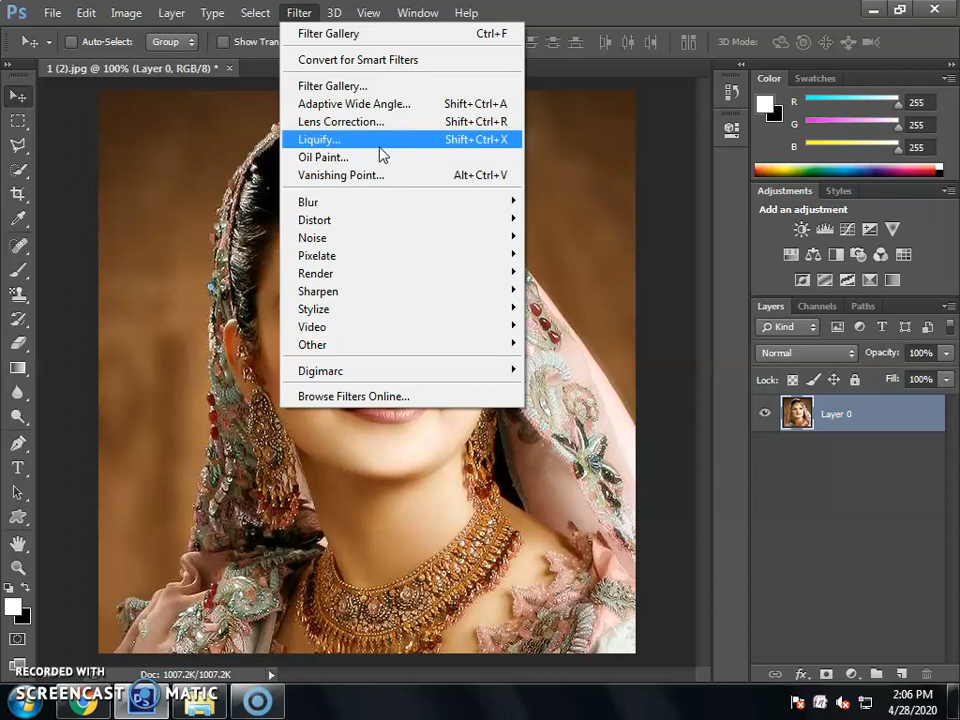 Ps File Edit Image Layer Type Select Filter 3D View Window Help
Auto-Select: Group Show Tran 3D Mode:
1 (2).jpg @ 100% (Layer 0, RGB/8) * ×
Filter Gallery Ctrl+F
Convert for Smart Filters
Filter Gallery...
Adaptive Wide Angle... Shift+Ctrl+A
Lens Correction... Shift+Ctrl+R
Liquify... Shift+Ctrl+X
Oil Paint...
Vanishing Point... Alt+Ctrl+V
Blur
Distort
Noise
Pixelate
Render
Sharpen
Stylize
Video
Other
Digimarc
Browse Filters Online...
Color Swatches
R 255
G 255
B 255
Adjustments Styles
Add an adjustment
Layers Channels Paths
Kind
Normal Opacity: 100%
Lock: Fill: 100%
Layer 0
Doc: 1007.2K/1007.2K
RECORDED WITH
SCREENCAST MATIC
2:06 PM
4/28/2020